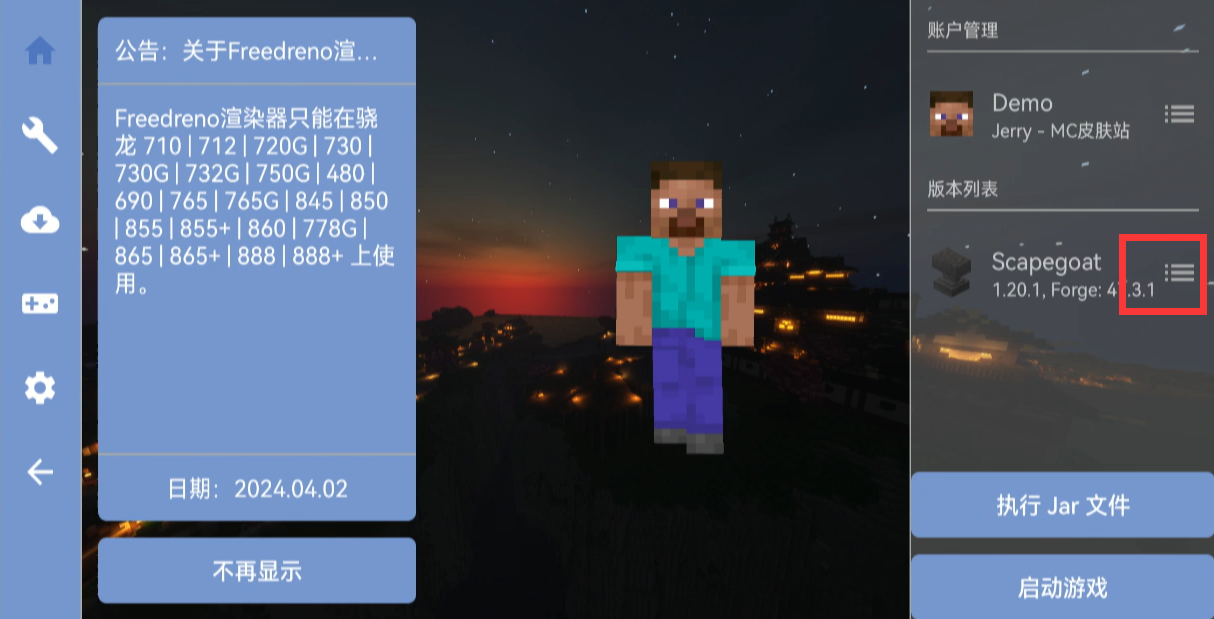 公告：关于Freedreno渲…
Freedreno渲染器只能在骁
龙 710 | 712 | 720G | 730 |
730G | 732G | 750G | 480 |
690 | 765 | 765G | 845 | 850
| 855 | 855+ | 860 | 778G |
865 | 865+ | 888 | 888+ 上使
用。
日期：2024.04.02
不再显示
账户管理
Demo
Jerry - MC皮肤站
版本列表
Scapegoat
1.20.1, Forge: 47.3.1
执行 Jar 文件
启动游戏